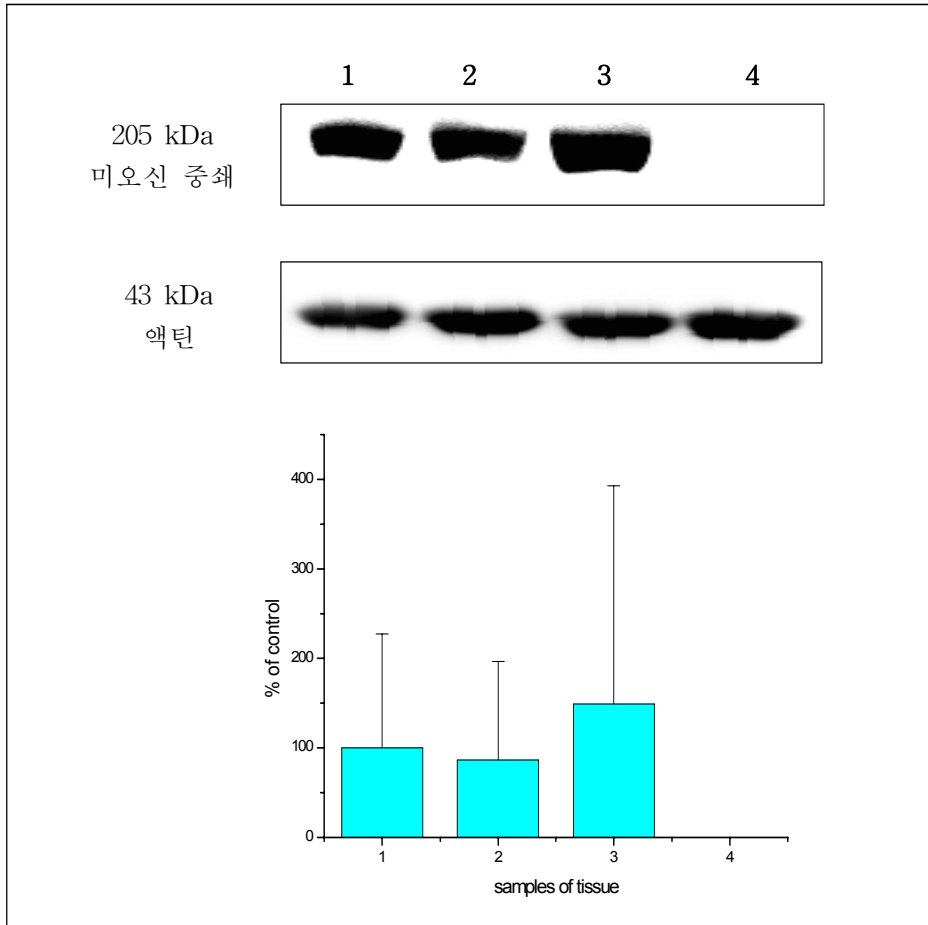 1 2 3 4
205 kDa
미오신 중쇄
43 kDa
액틴
400
300
200
100
0
% of control
1 2 3 4
samples of tissue